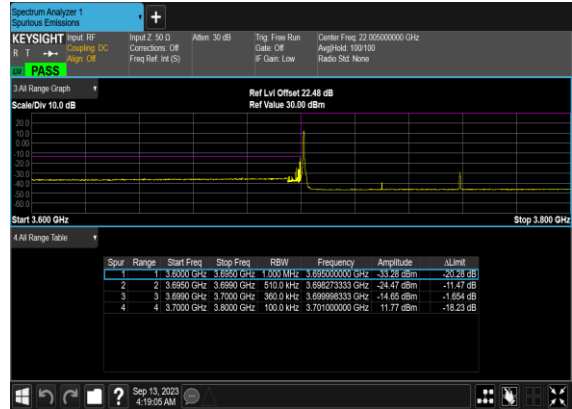 Spectrum Analyzer 1
Spurious Emissions
KEYSIGHT Input: RF Input Z: 50 Ω Atten: 30 dB Trig: Free Run Center Freq: 22.005000000 GHz
R T Coupling: DC Corrections: Off Gate: Off Avg|Hold: 100/100
Align: Off Freq Ref: Int (S) IF Gain: Low Radio Std: None
PASS
3 All Range Graph
Ref Lvl Offset 22.48 dB
Scale/Div 10.0 dB Ref Value 30.00 dBm
20.0
10.0
0.00
-10.0
-20.0
-30.0
-40.0
-50.0
-60.0
Start 3.600 GHz Stop 3.800 GHz
4 All Range Table
Spur Range Start Freq Stop Freq RBW Frequency Amplitude ΔLimit
1 1 3.6000 GHz 3.6950 GHz 1.000 MHz 3.695000000 GHz -33.28 dBm -20.28 dB
2 2 3.6950 GHz 3.6990 GHz 510.0 kHz 3.698273333 GHz -24.47 dBm -11.47 dB
3 3 3.6990 GHz 3.7000 GHz 360.0 kHz 3.699998333 GHz -14.65 dBm -1.654 dB
4 4 3.7000 GHz 3.8000 GHz 100.0 kHz 3.701000000 GHz 11.77 dBm -18.23 dB
? Sep 13, 2023
4:19:05 AM